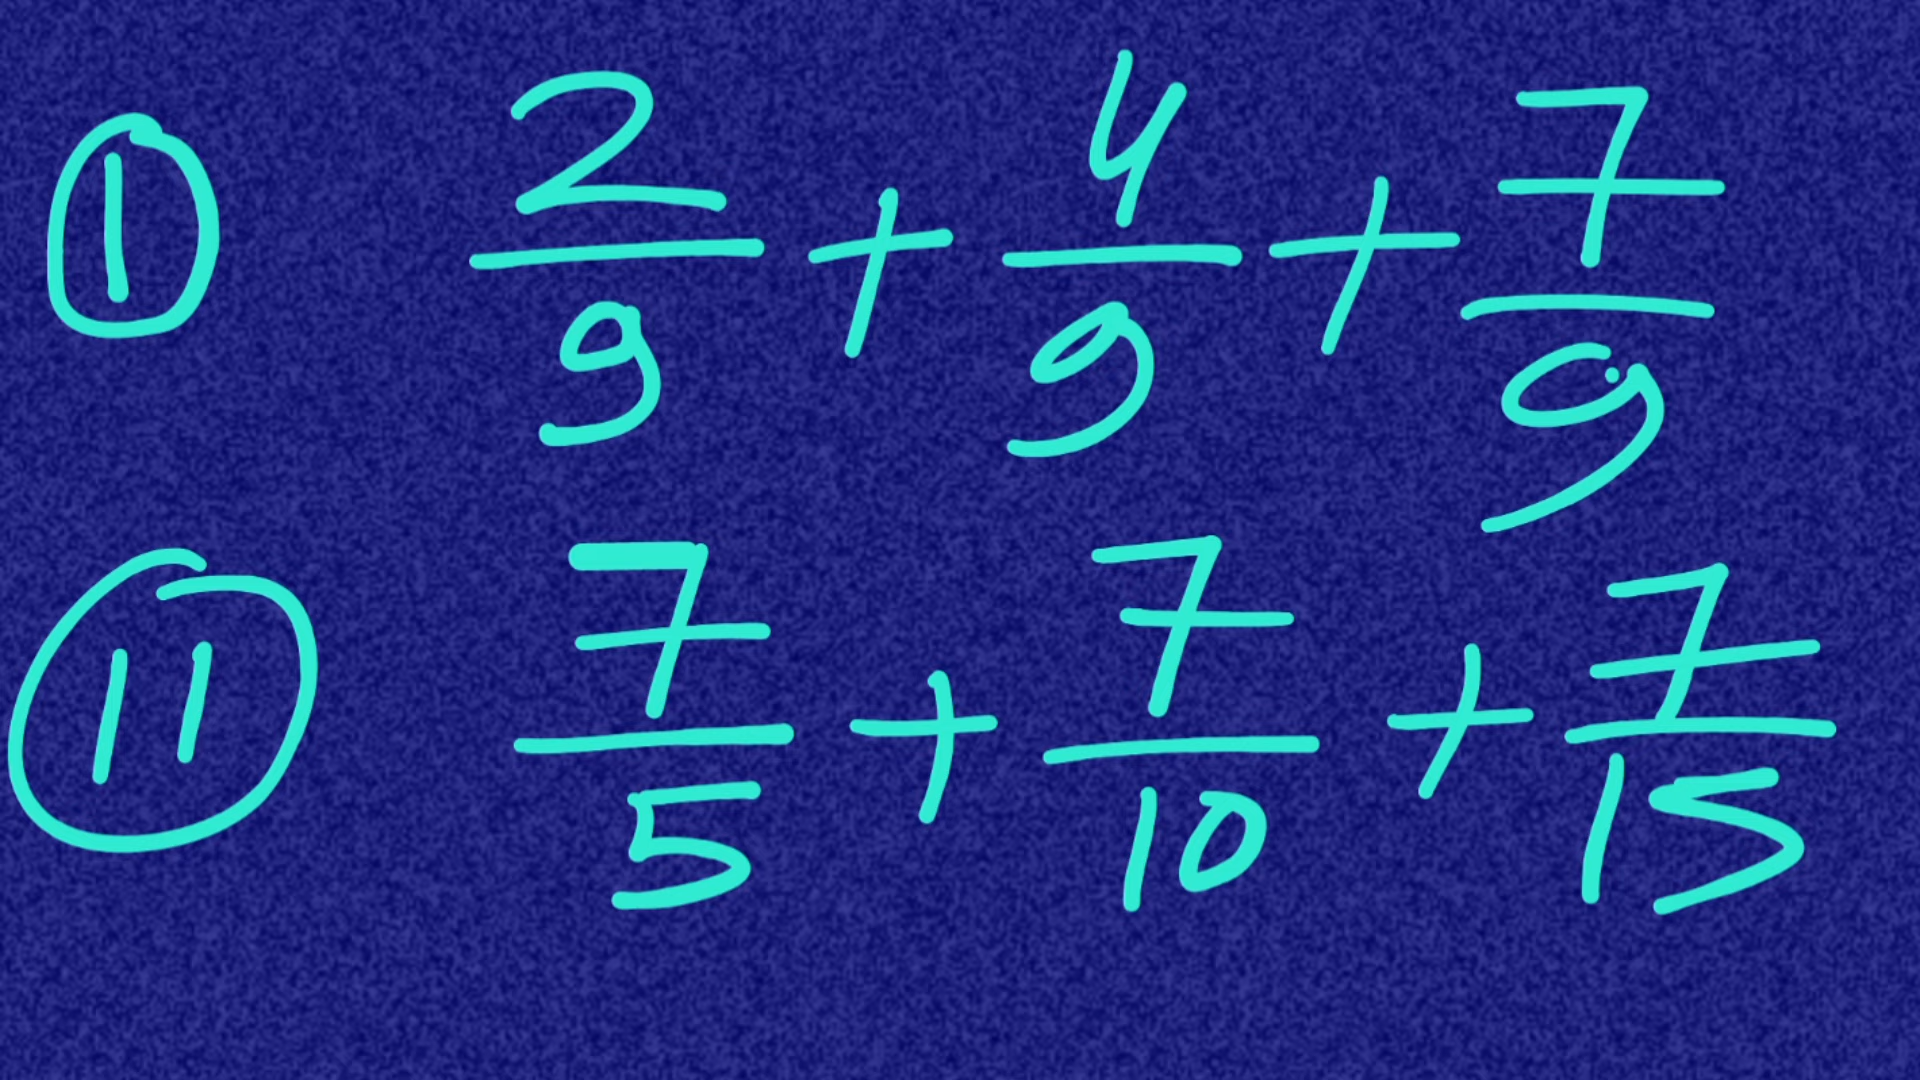 ① 2/9 + 4/9 + 7/9
⑪ 7/5 + 7/10 + 7/15